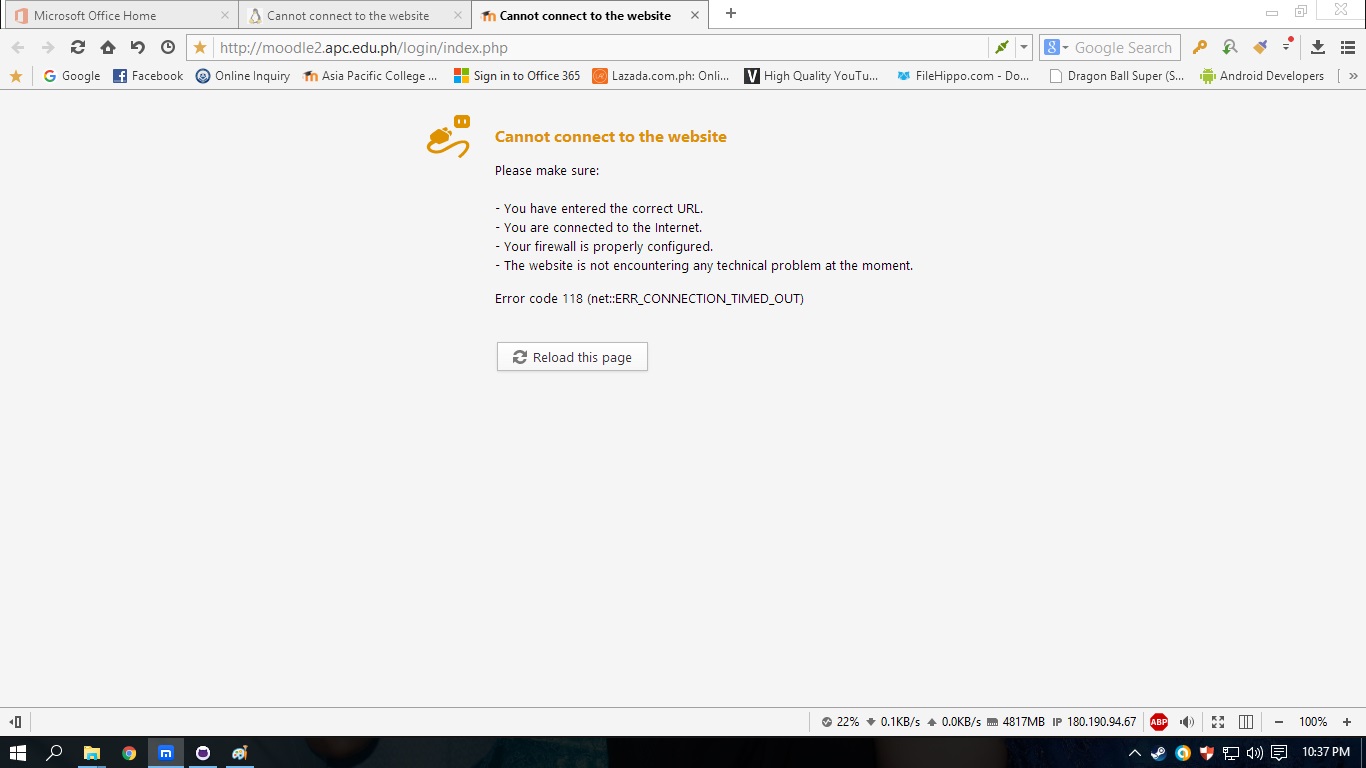 Microsoft Office Home
Cannot connect to the website
Cannot connect to the website
http://moodle2.apc.edu.ph/login/index.php
Google Search
Google
Facebook
Online Inquiry
Asia Pacific College ...
Sign in to Office 365
Lazada.com.ph: Onli...
High Quality YouTu...
FileHippo.com - Do...
Dragon Ball Super (S...
Android Developers
Cannot connect to the website
Please make sure:
- You have entered the correct URL.
- You are connected to the Internet.
- Your firewall is properly configured.
- The website is not encountering any technical problem at the moment.
Error code 118 (net::ERR_CONNECTION_TIMED_OUT)
Reload this page
22% 0.1KB/s 0.0KB/s 4817MB IP 180.190.94.67 ABP 100%
10:37 PM